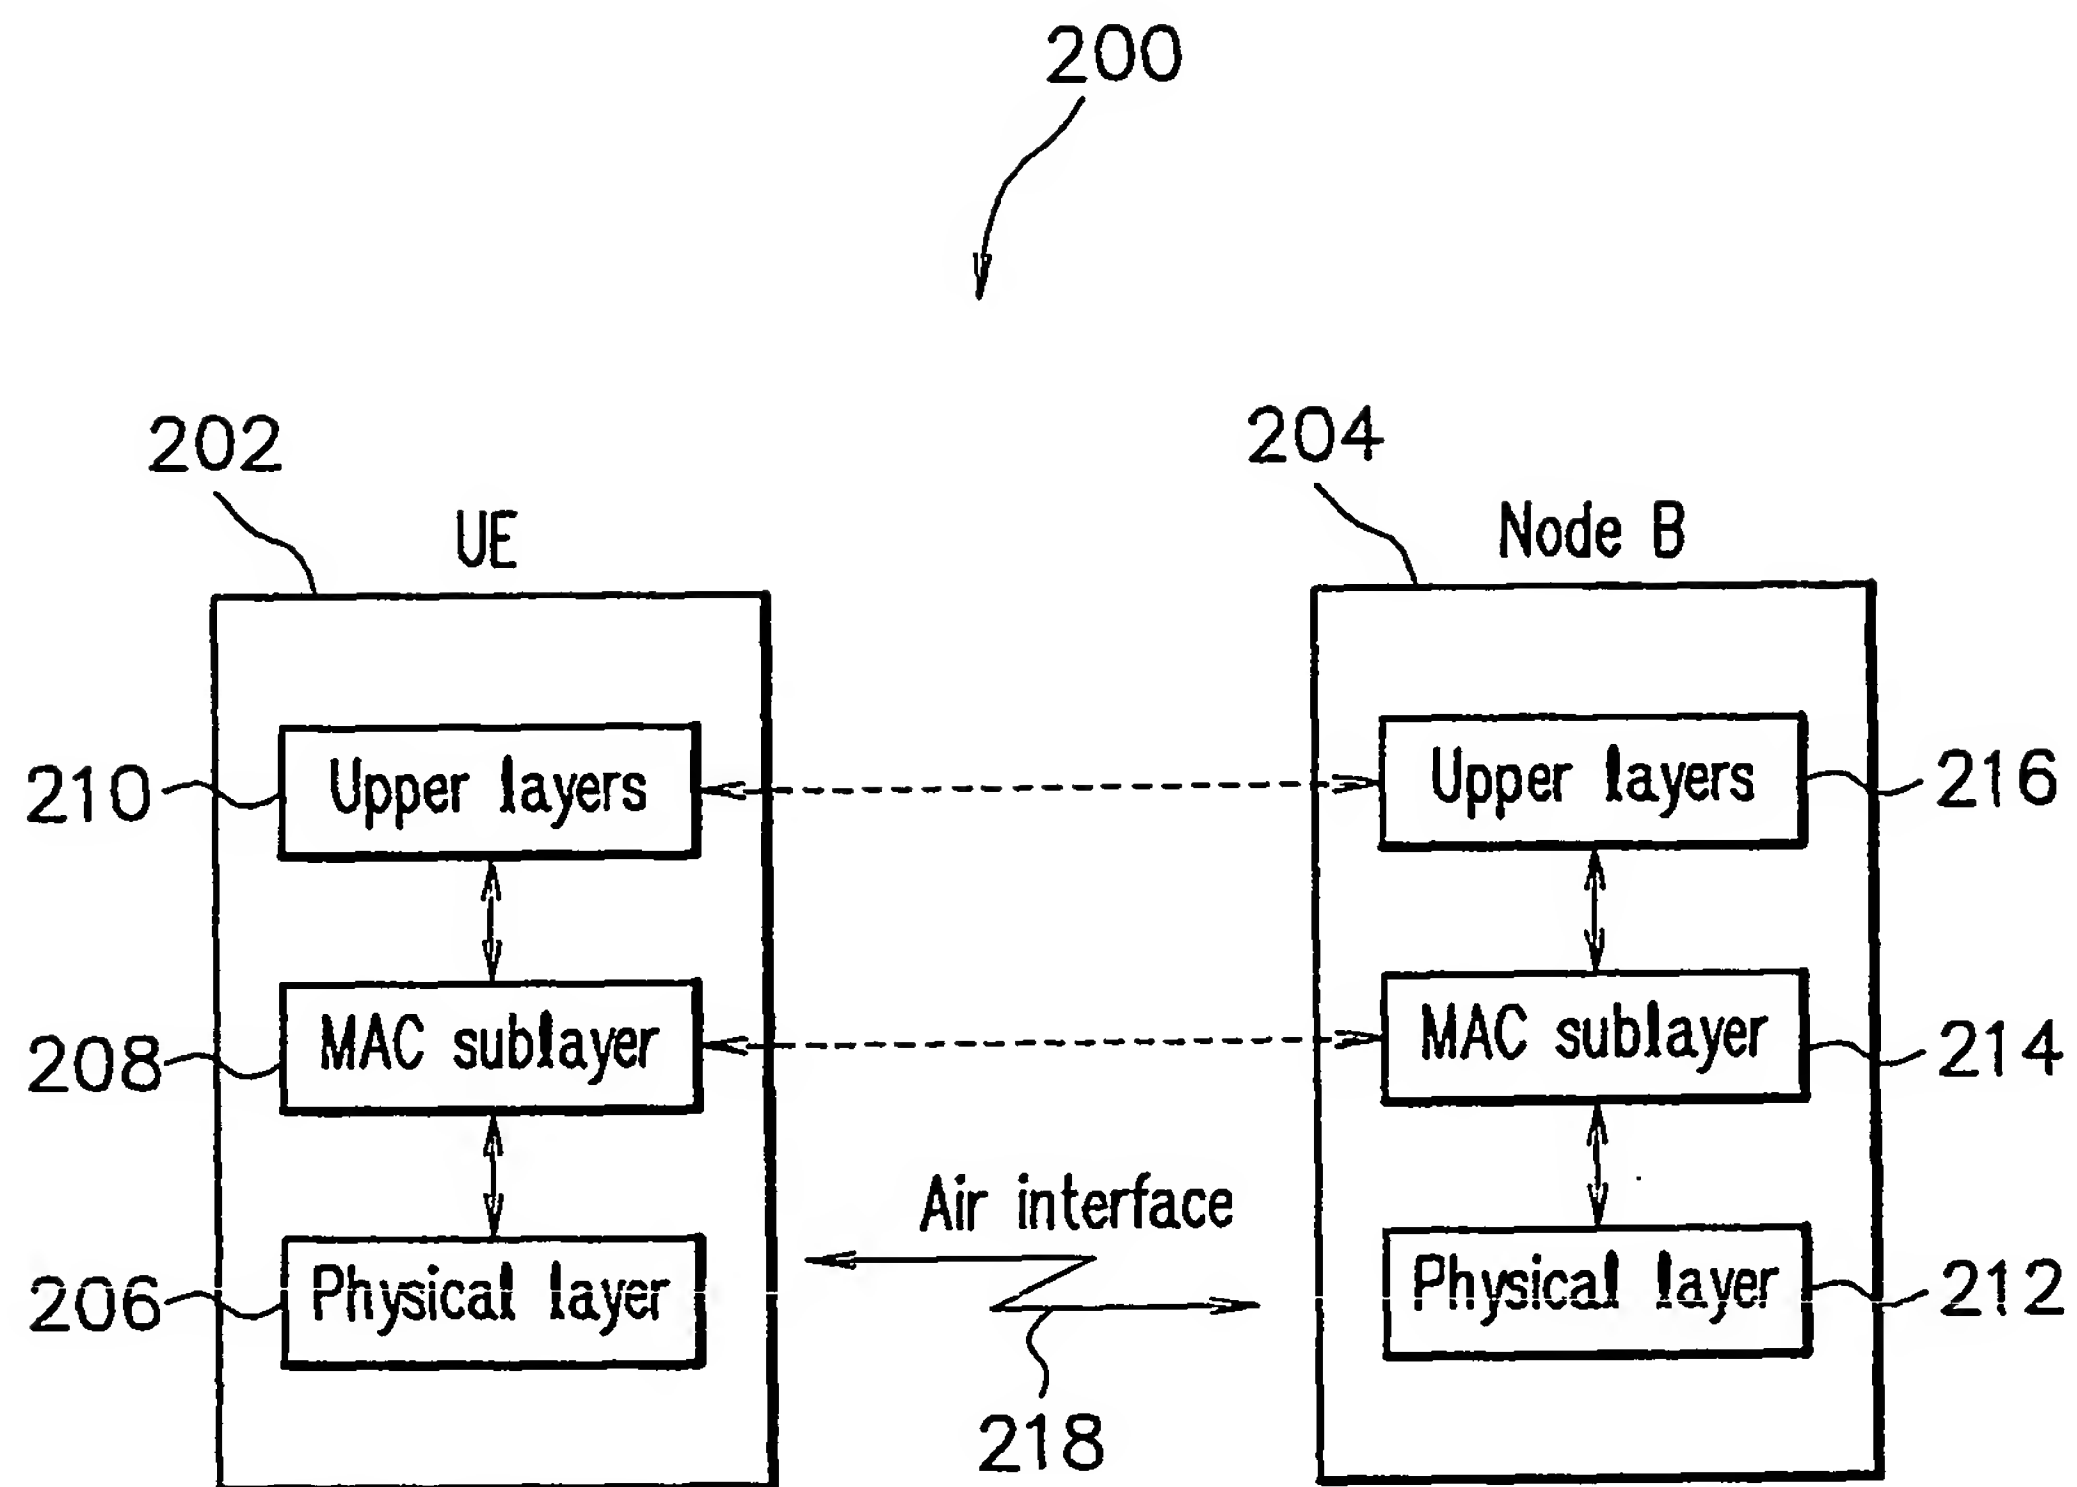 200
202
204
UE
Node B
210
Upper layers
Upper layers
216
208
MAC sublayer
MAC sublayer
214
Air interface
206
Physical layer
Physical layer
212
218